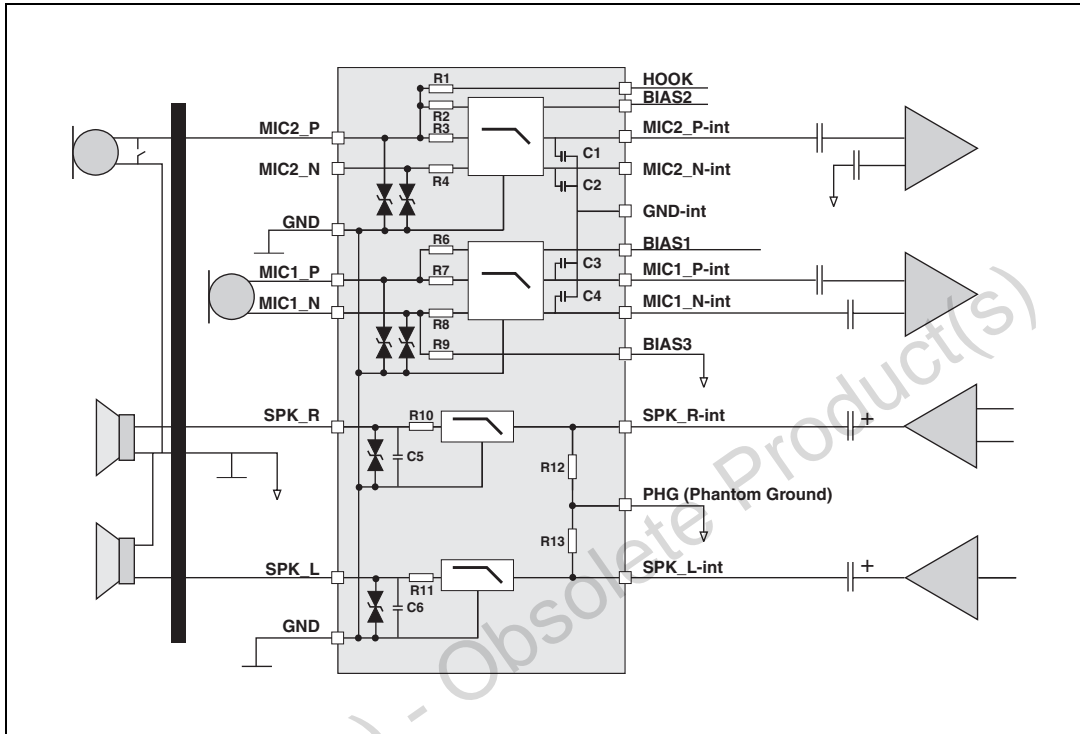 R1
HOOK
BIAS2
R2
MIC2_P
R3
MIC2_P-int
C1
MIC2_N
R4
MIC2_N-int
C2
GND-int
GND
R6
BIAS1
C3
MIC1_P
R7
MIC1_P-int
C4
MIC1_N
R8
MIC1_N-int
R9
BIAS3
SPK_R
R10
SPK_R-int
+
C5
R12
PHG (Phantom Ground)
R13
SPK_L
R11
SPK_L-int
+
C6
GND
) - Obsolete Product(s)